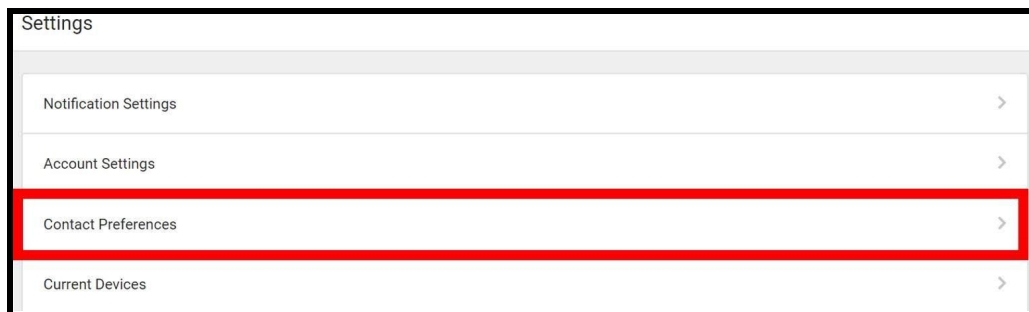 Settings
Notification Settings
Account Settings
Contact Preferences
Current Devices